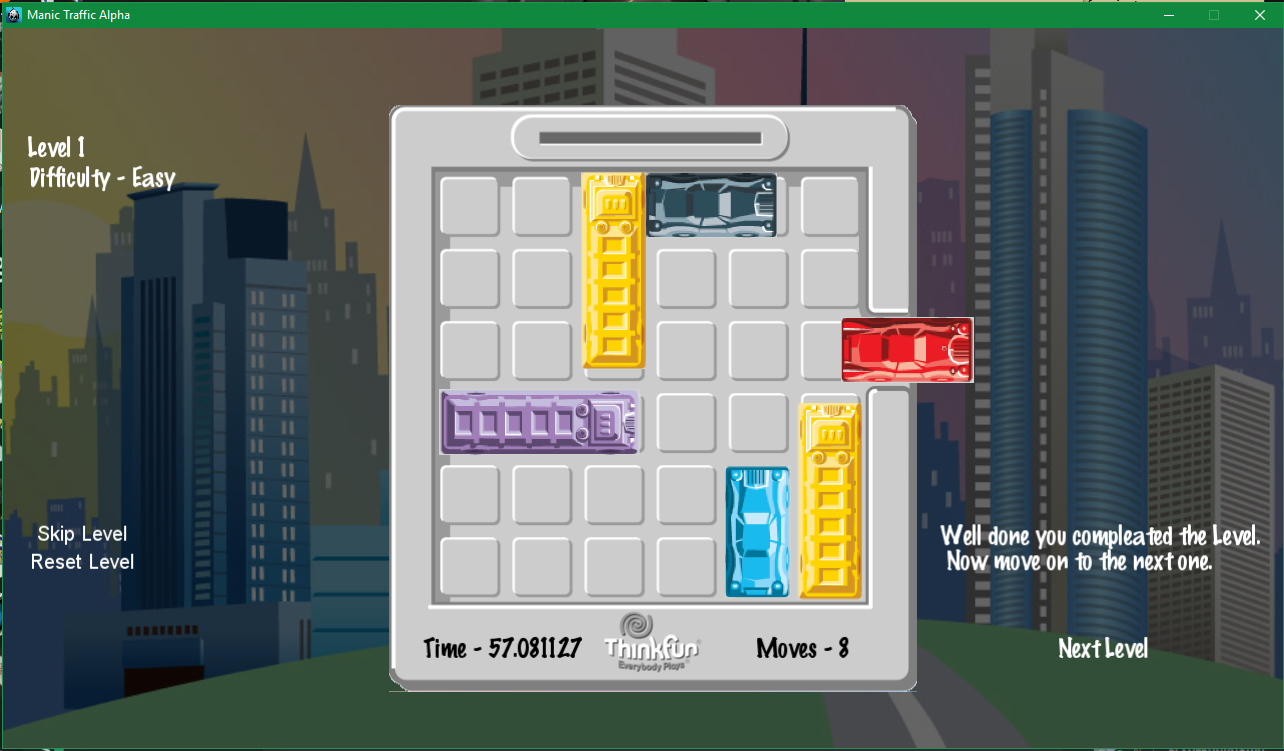 Manic Traffic Alpha
Level 1
Difficulty - Easy
Skip Level
Reset Level
Well done you compleated the Level.
Now move on to the next one.
Time - 57.081127
Thinkfun
Everybody Plays
Moves - 8
Next Level